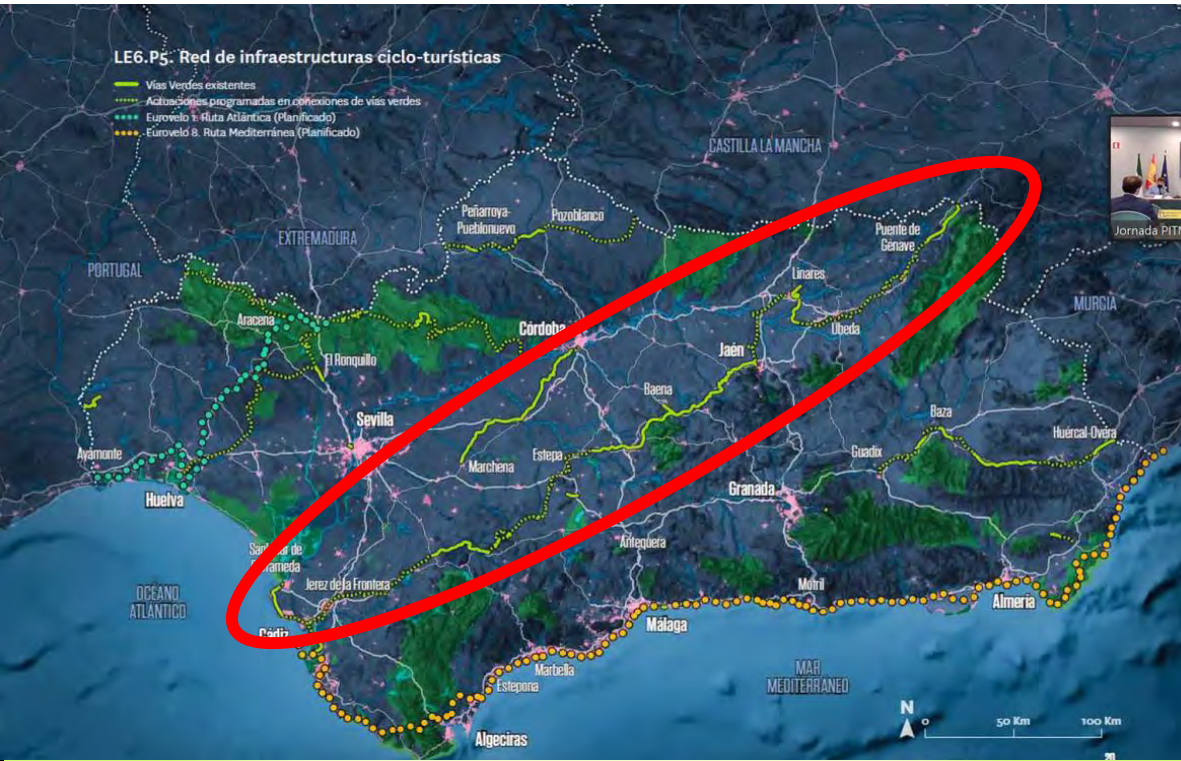 LE6.P5. Red de infraestructuras ciclo-turísticas
Vías Verdes existentes
Actuaciones programadas en conexiones de vías verdes
Eurovelo 1. Ruta Atlántica (Planificado)
Eurovelo 8. Ruta Mediterránea (Planificado)
CASTILLA LA MANCHA
Jornada PITM
Peñarroya-
Pueblonuevo
Pozoblanco
Puente de
Génave
EXTREMADURA
PORTUGAL
Linares
MURCIA
Aracena
Córdoba
Úbeda
El Ronquillo
Jaén
Baena
Sevilla
Baza
Ayamonte
Estepa
Huércal-Overa
Marchena
Guadix
Huelva
Granada
Antequera
de
Jerez de la Frontera
OCÉANO
ATLÁNTICO
Motril
Almería
Cádiz
Málaga
Marbella
MAR
MEDITERRÁNEO
Estepona
N
0 50 Km 100 Km
Algeciras
20